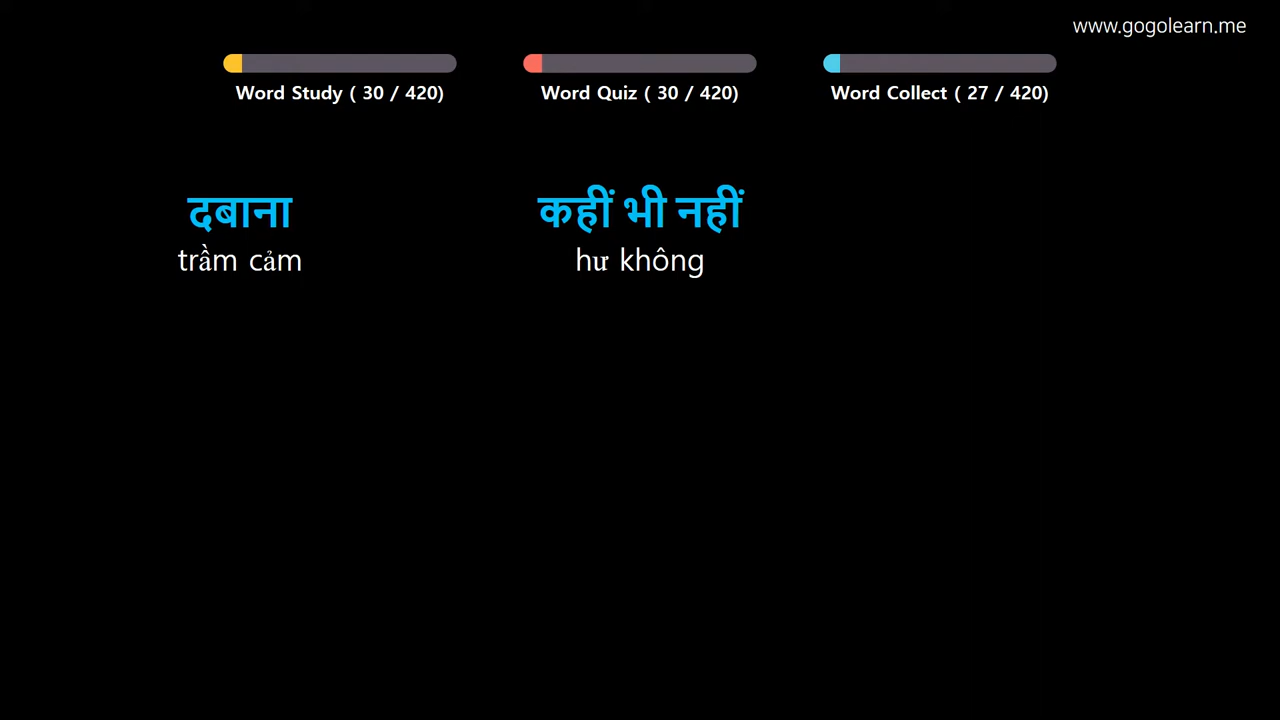 www.gogolearn.me
Word Study ( 30 / 420)
Word Quiz ( 30 / 420)
Word Collect ( 27 / 420)
दबाना
trầm cảm
कहीं भी नहीं
hư không